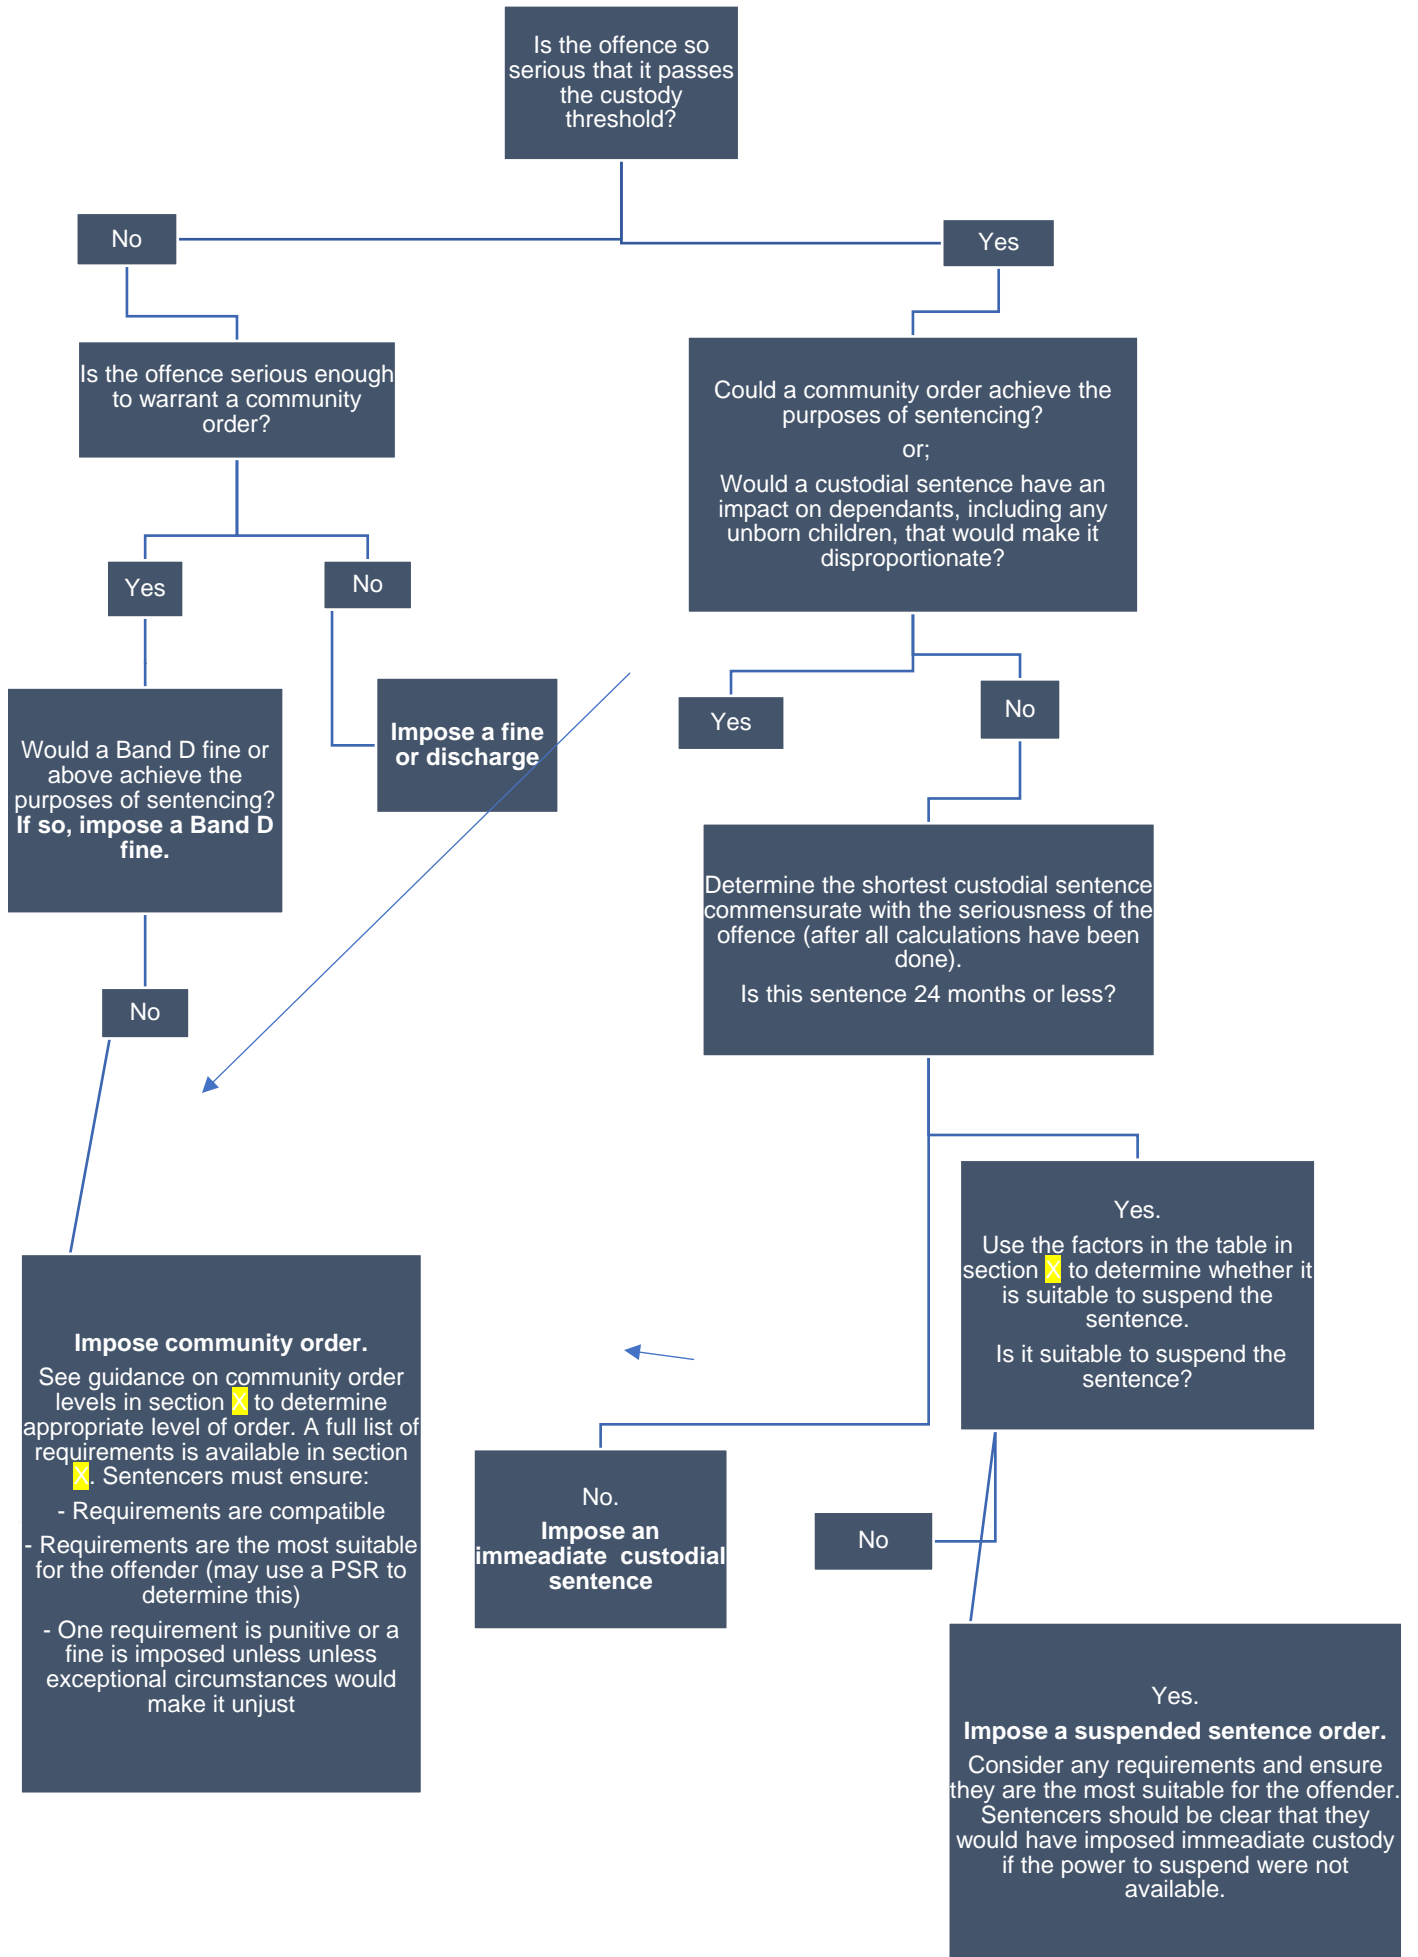 Is the offence so
serious that it passes
the custody
threshold?
No
Yes
Is the offence serious enough
to warrant a community
order?
Could a community order achieve the
purposes of sentencing?
or;
Would a custodial sentence have an
impact on dependants, including any
unborn children, that would make it
disproportionate?
Yes
No
Yes
No
Would a Band D fine or
above achieve the
purposes of sentencing?
If so, impose a Band D
fine.
Impose a fine
or discharge
Determine the shortest custodial sentence
commensurate with the seriousness of the
offence (after all calculations have been
done).
Is this sentence 24 months or less?
No
Yes.
Use the factors in the table in
section X to determine whether it
is suitable to suspend the
sentence.
Is it suitable to suspend the
sentence?
Impose community order.
See guidance on community order
levels in section X to determine
appropriate level of order. A full list of
requirements is available in section
X. Sentencers must ensure:
- Requirements are compatible
- Requirements are the most suitable
for the offender (may use a PSR to
determine this)
- One requirement is punitive or a
fine is imposed unless unless
exceptional circumstances would
make it unjust
No.
Impose an
immeadiate custodial
sentence
No
Yes.
Impose a suspended sentence order.
Consider any requirements and ensure
they are the most suitable for the offender.
Sentencers should be clear that they
would have imposed immeadiate custody
if the power to suspend were not
available.